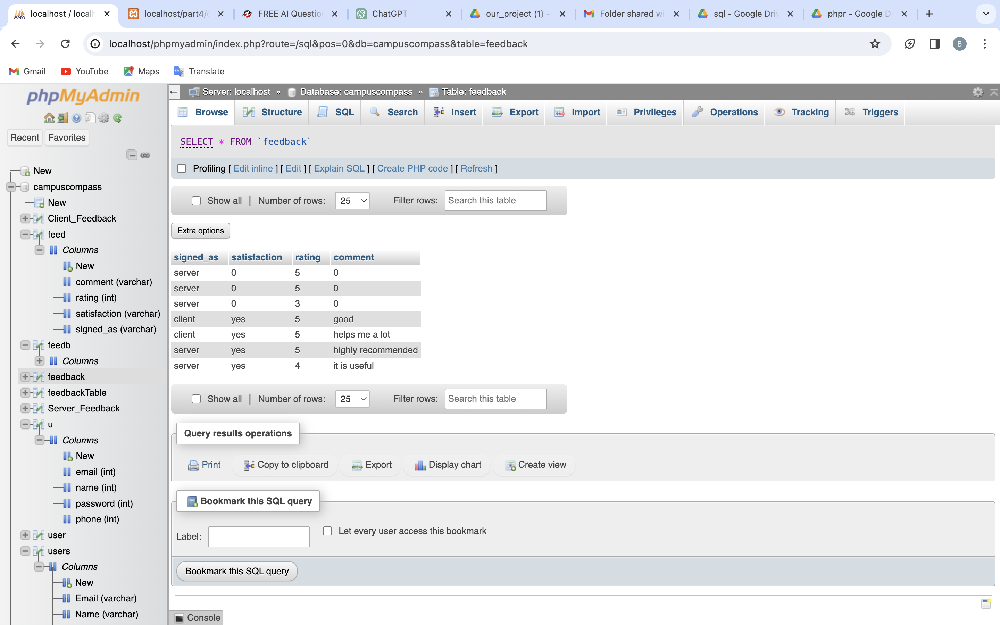 localhost / localh
localhost/part4/
FREE AI Questio
ChatGPT
our_project (1) -
Folder shared wi
sql - Google Driv
phpr - Google D
localhost/phpmyadmin/index.php?route=/sql&pos=0&db=campuscompass&table=feedback
B
Gmail
YouTube
Maps
Translate
phpMyAdmin
Recent
Favorites
New
campuscompass
New
Client_Feedback
feed
Columns
New
comment (varchar)
rating (int)
satisfaction (varchar)
signed_as (varchar)
feedb
Columns
feedback
feedbackTable
Server_Feedback
u
Columns
New
email (int)
name (int)
password (int)
phone (int)
user
users
Columns
New
Email (varchar)
Name (varchar)
Server: localhost » Database: campuscompass » Table: feedback
Browse Structure SQL Search Insert Export Import Privileges Operations Tracking Triggers
SELECT * FROM `feedback`
Profiling [ Edit inline ] [ Edit ] [ Explain SQL ] [ Create PHP code ] [ Refresh ]
Show all | Number of rows: 25 Filter rows: Search this table
Extra options
signed_as satisfaction rating comment
server 0 5 0
server 0 5 0
server 0 3 0
client yes 5 good
client yes 5 helps me a lot
server yes 5 highly recommended
server yes 4 it is useful
Show all | Number of rows: 25 Filter rows: Search this table
Query results operations
Print Copy to clipboard Export Display chart Create view
Bookmark this SQL query
Label: Let every user access this bookmark
Bookmark this SQL query
Console